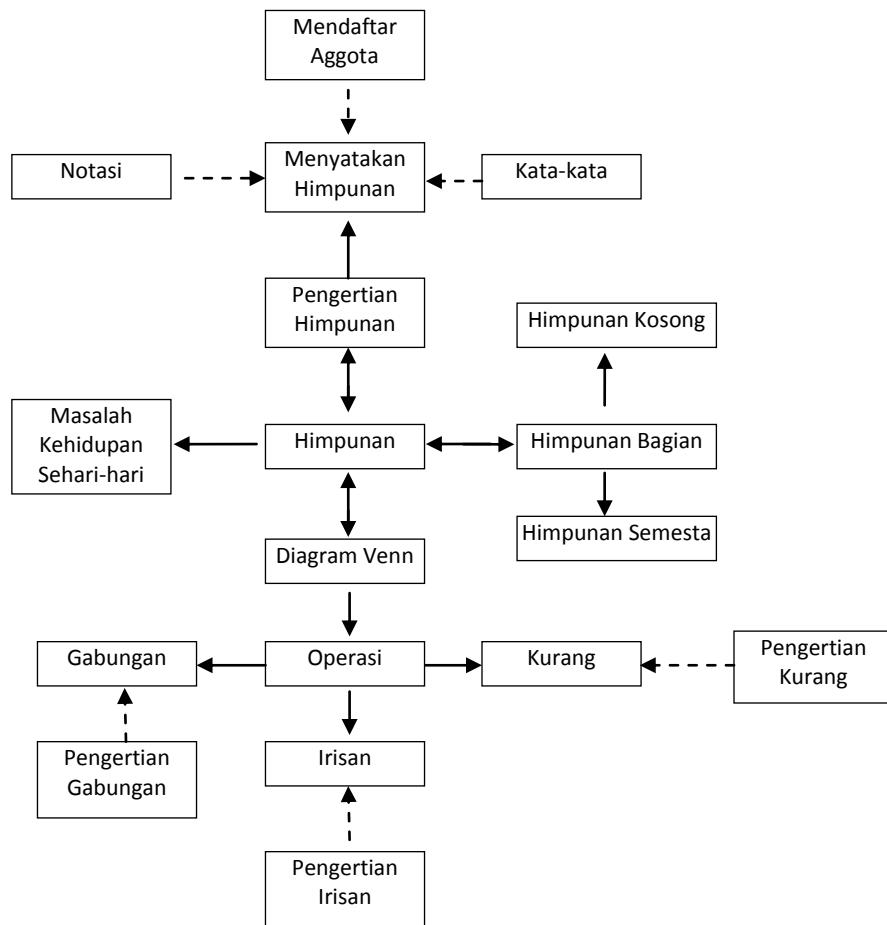 Mendaftar
Aggota
Notasi
Menyatakan
Himpunan
Kata-kata
Pengertian
Himpunan
Himpunan Kosong
Masalah
Kehidupan
Sehari-hari
Himpunan
Himpunan Bagian
Himpunan Semesta
Diagram Venn
Gabungan
Operasi
Kurang
Pengertian
Kurang
Pengertian
Gabungan
Irisan
Pengertian
Irisan